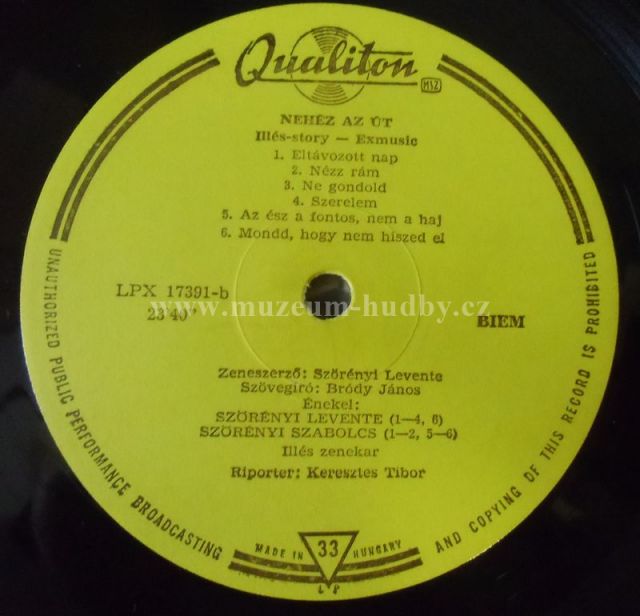 Qualiton
MSZ
NEHÉZ AZ ÚT
Illés-story — Exmusic
1. Eltávozott nap
2. Nézz rám
3. Ne gondold
4. Szerelem
5. Az ész a fontos, nem a haj
6. Mondd, hogy nem hiszed el
LPX 17391-b
23'40"
BIEM
www.muzeum-hudby.cz
Zeneszerző: Szörényi Levente
Szövegíró: Bródy János
Énekel:
SZÖRÉNYI LEVENTE (1—4, 6)
SZÖRÉNYI SZABOLCS (1—2, 5—6)
Illés zenekar
Riporter: Keresztes Tibor
UNAUTHORIZED PUBLIC PERFORMANCE BROADCASTING AND COPYING OF THIS RECORD IS PROHIBITED
MADE IN 33 HUNGARY
LP